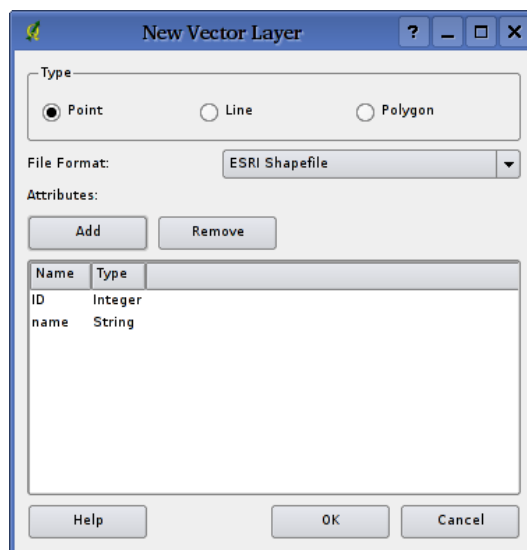 New Vector Layer ?
Type
Point Line Polygon
File Format: ESRI Shapefile
Attributes:
Add Remove
Name Type
ID Integer
name String
Help OK Cancel